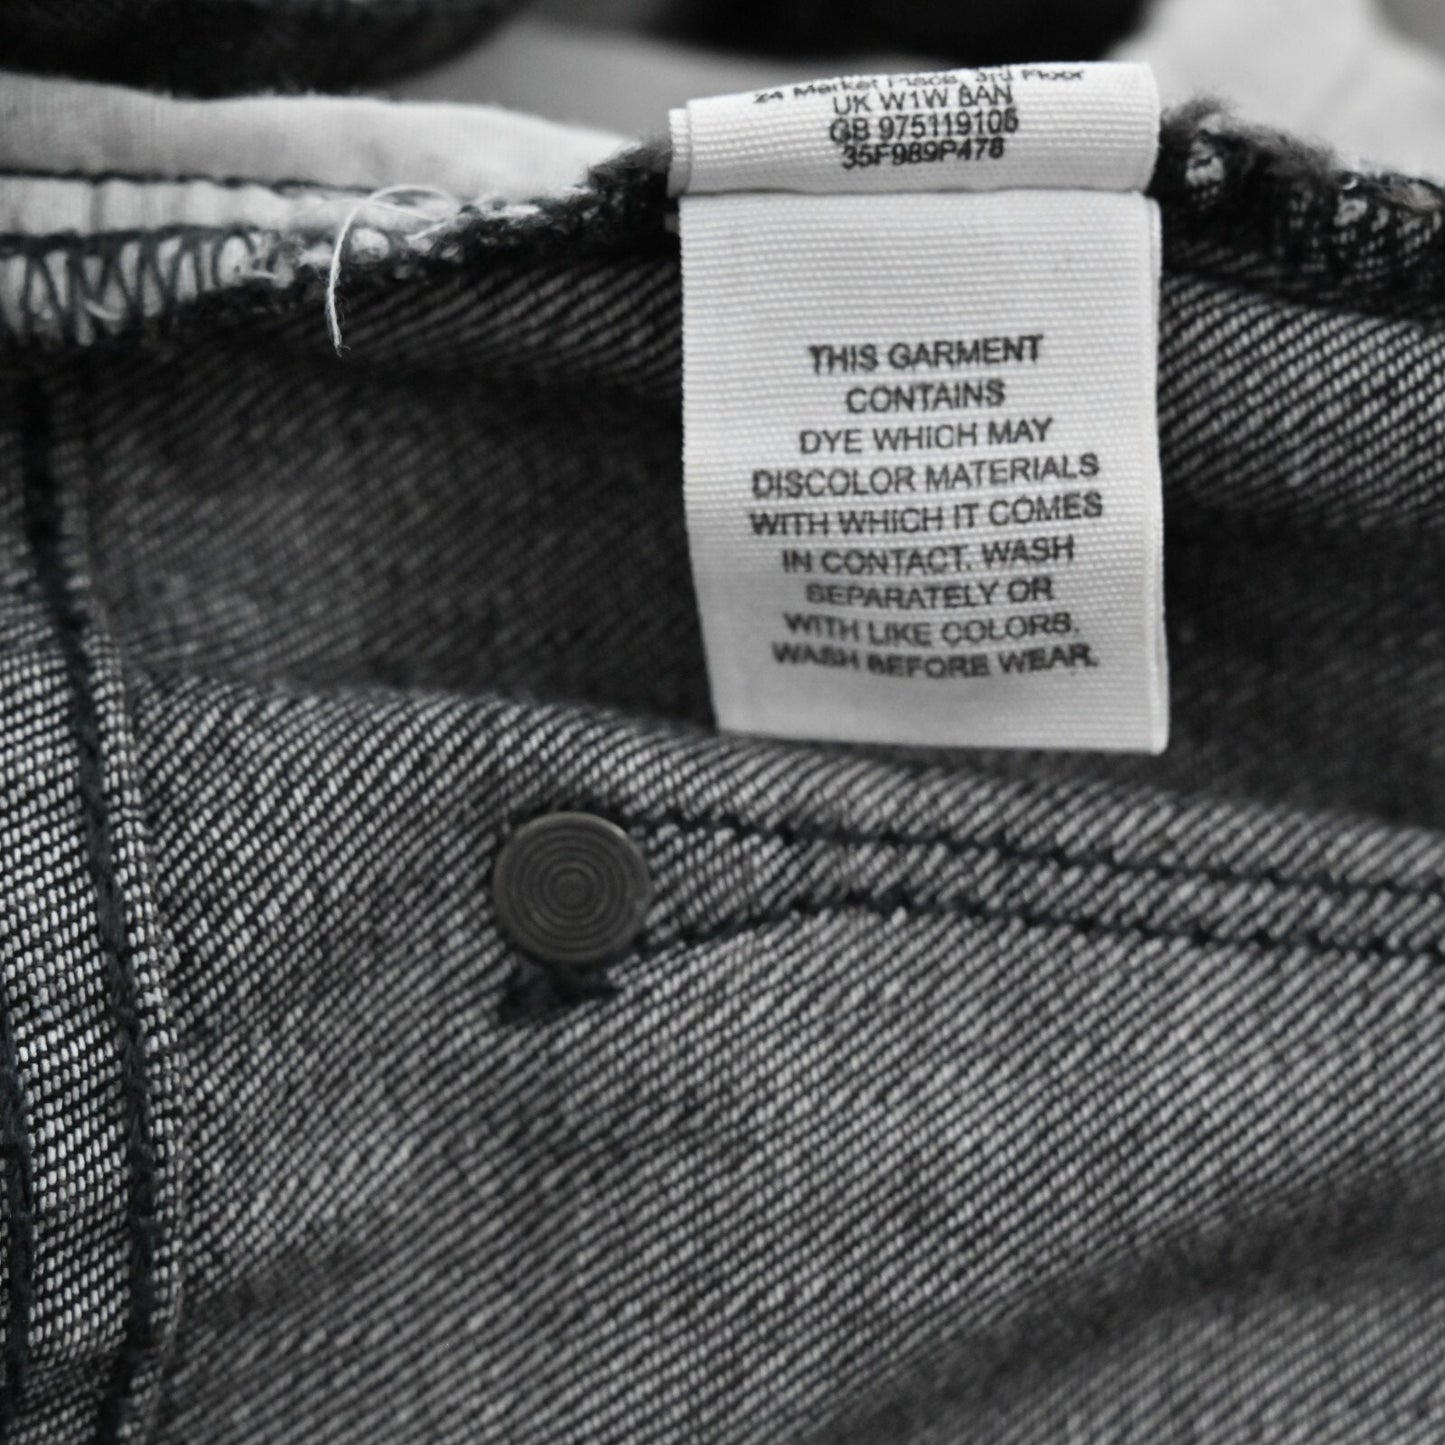 24 Market Place, 3rd Floor
UK W1W 8AN
GB 975119106
35F989P478
THIS GARMENT
CONTAINS
DYE WHICH MAY
DISCOLOR MATERIALS
WITH WHICH IT COMES
IN CONTACT. WASH
SEPARATELY OR
WITH LIKE COLORS.
WASH BEFORE WEAR.